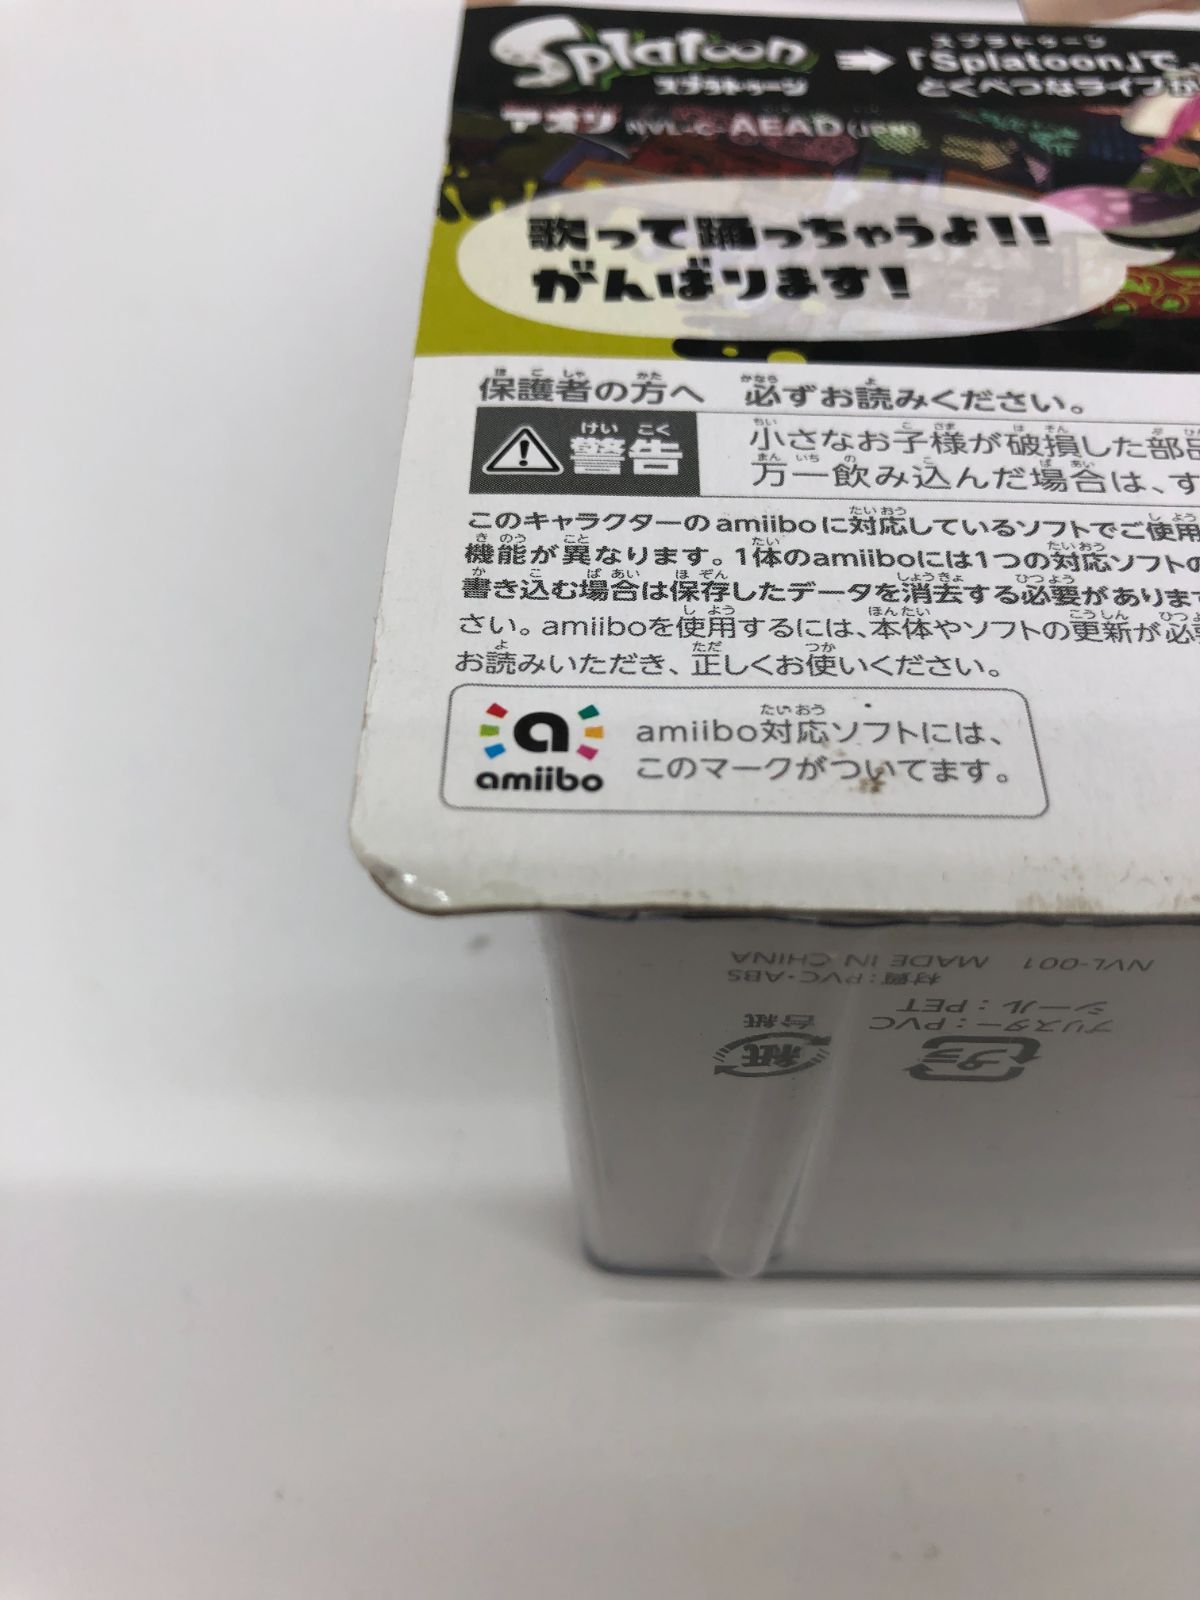 Splatoon
スプラトゥーン
スプラトゥーン
「Splatoon」で
とくべつなライブが
アオリ NVL-C-AEAD(JPN)
歌って踊っちゃうよ!!
がんばります!
保護者の方へ 必ずお読みください。
警告
小さなお子様が破損した部品
万一飲み込んだ場合は、す
このキャラクターのamiiboに対応しているソフトでご使用
機能が異なります。1体のamiiboには1つの対応ソフトの
書き込む場合は保存したデータを消去する必要がありま
さい。amiiboを使用するには、本体やソフトの更新が必
お読みいただき、正しくお使いください。
amiibo
amiibo対応ソフトには、
このマークがついてます。
NVL-001 MADE IN CHINA
材質:PVC・ABS
シール:PET
ブリスター:PVC
台紙
紙
プラ